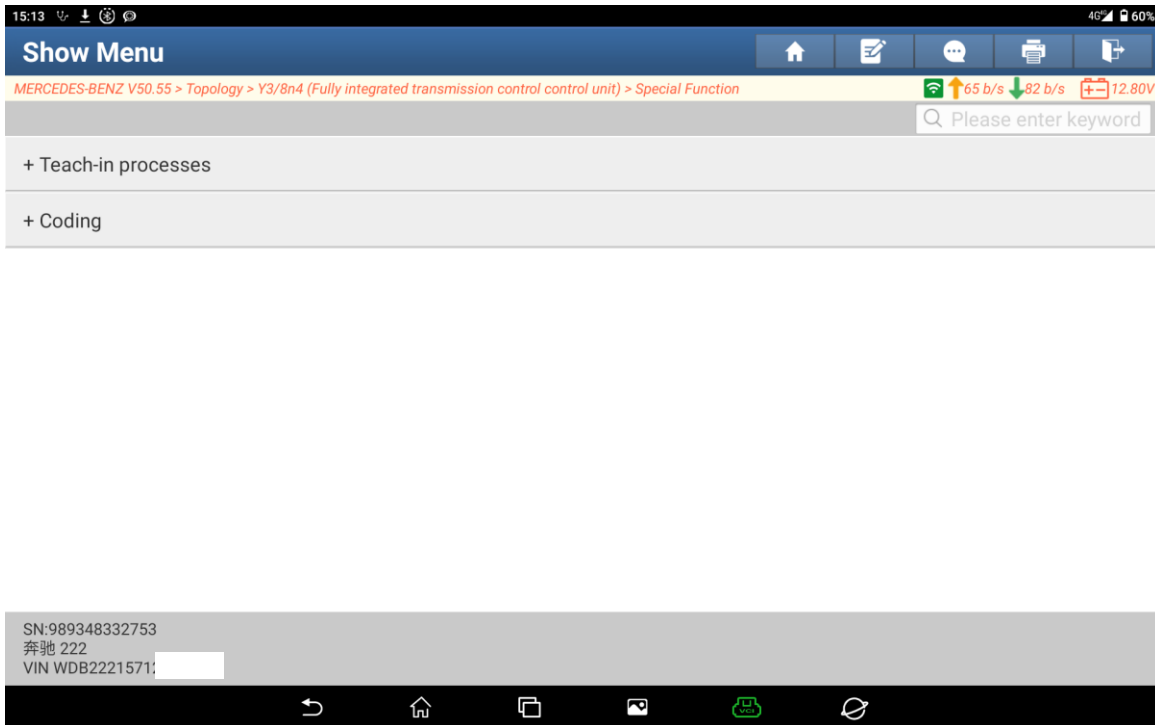 15:13
4G 60%
Show Menu
MERCEDES-BENZ V50.55 > Topology > Y3/8n4 (Fully integrated transmission control control unit) > Special Function
65 b/s 82 b/s 12.80V
Please enter keyword
+ Teach-in processes
+ Coding
SN:989348332753
奔驰 222
VIN WDB22215712
VCI